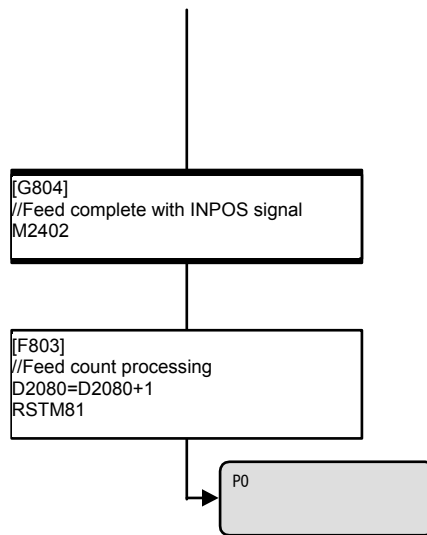 [G804]
//Feed complete with INPOS signal
M2402
[F803]
//Feed count processing
D2080=D2080+1
RSTM81
P0